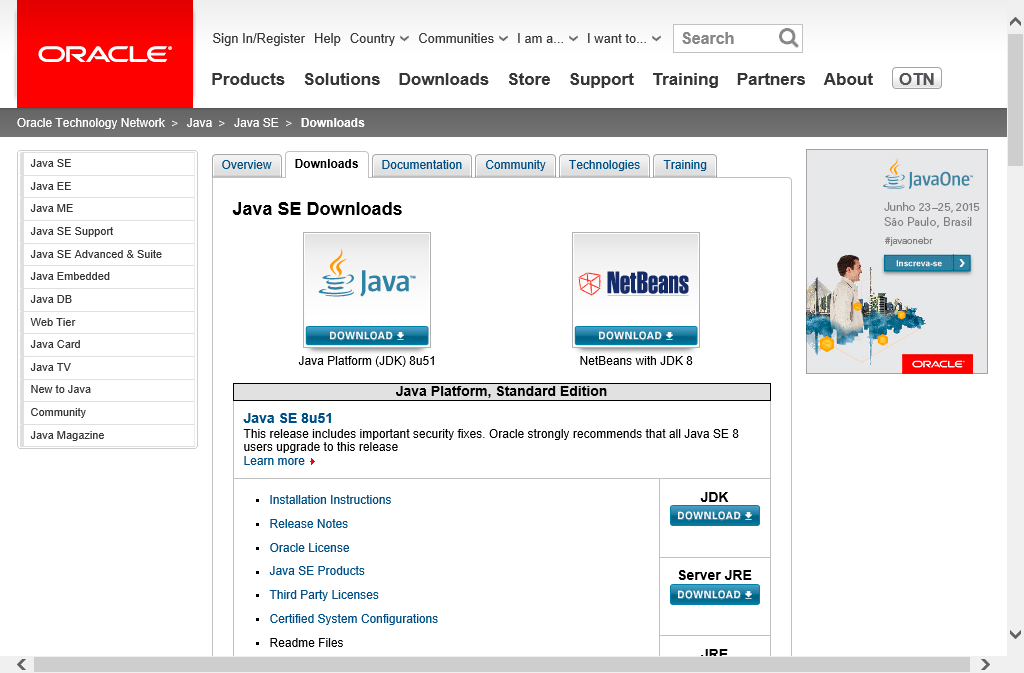 ORACLE
Sign In/Register Help Country Communities I am a... I want to... Search
Products Solutions Downloads Store Support Training Partners About OTN
Oracle Technology Network > Java > Java SE > Downloads
Java SE
Java EE
Java ME
Java SE Support
Java SE Advanced & Suite
Java Embedded
Java DB
Web Tier
Java Card
Java TV
New to Java
Community
Java Magazine
Overview Downloads Documentation Community Technologies Training
Java SE Downloads
Java™
DOWNLOAD
Java Platform (JDK) 8u51
NetBeans
DOWNLOAD
NetBeans with JDK 8
Java Platform, Standard Edition
Java SE 8u51
This release includes important security fixes. Oracle strongly recommends that all Java SE 8
users upgrade to this release
Learn more
Installation Instructions
Release Notes
Oracle License
Java SE Products
Third Party Licenses
Certified System Configurations
Readme Files
JDK
DOWNLOAD
Server JRE
DOWNLOAD
JRE
JavaOne™
Junho 23–25, 2015
São Paulo, Brasil
#javaonebr
Inscreva-se
ORACLE